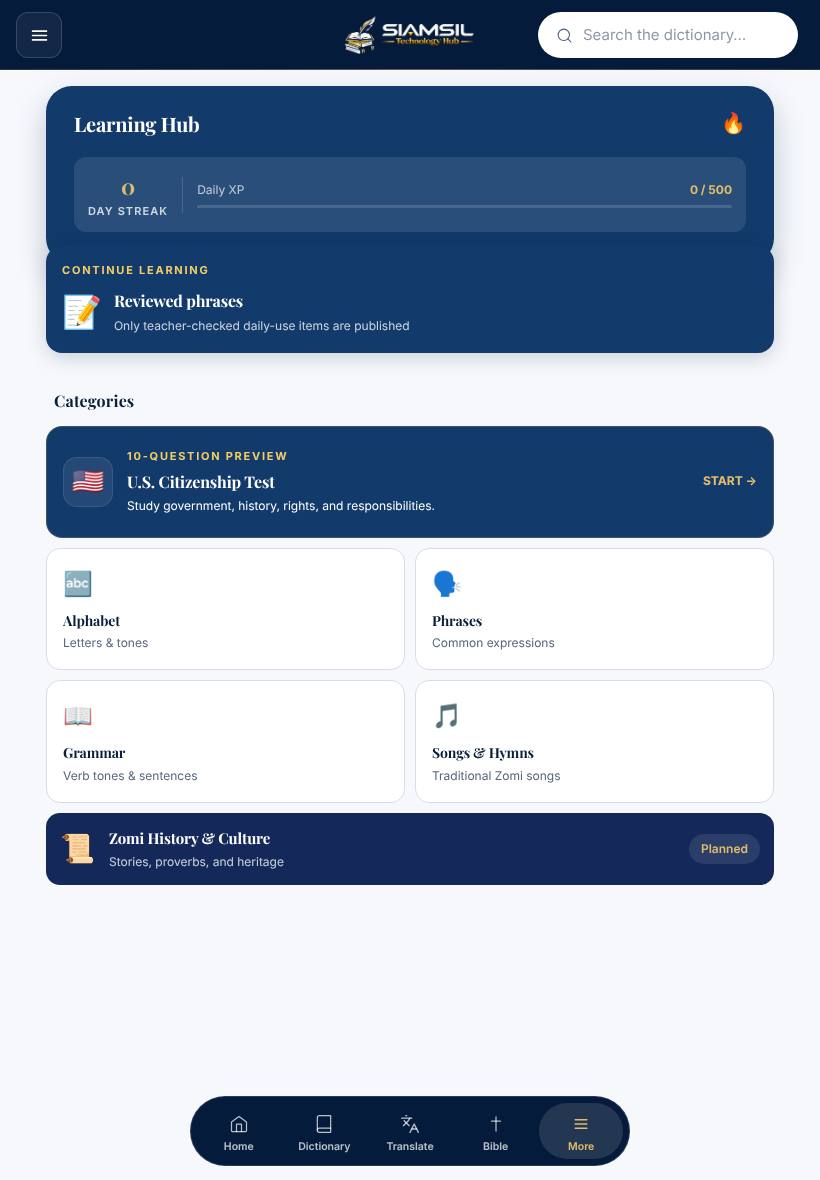 SIAMSIL
Technology Hub
Search the dictionary...
Learning Hub
0
DAY STREAK
Daily XP
0 / 500
CONTINUE LEARNING
Reviewed phrases
Only teacher-checked daily-use items are published
Categories
10-QUESTION PREVIEW
U.S. Citizenship Test
Study government, history, rights, and responsibilities.
START →
abc
Alphabet
Letters & tones
Phrases
Common expressions
Grammar
Verb tones & sentences
Songs & Hymns
Traditional Zomi songs
Zomi History & Culture
Stories, proverbs, and heritage
Planned
Home
Dictionary
Translate
Bible
More